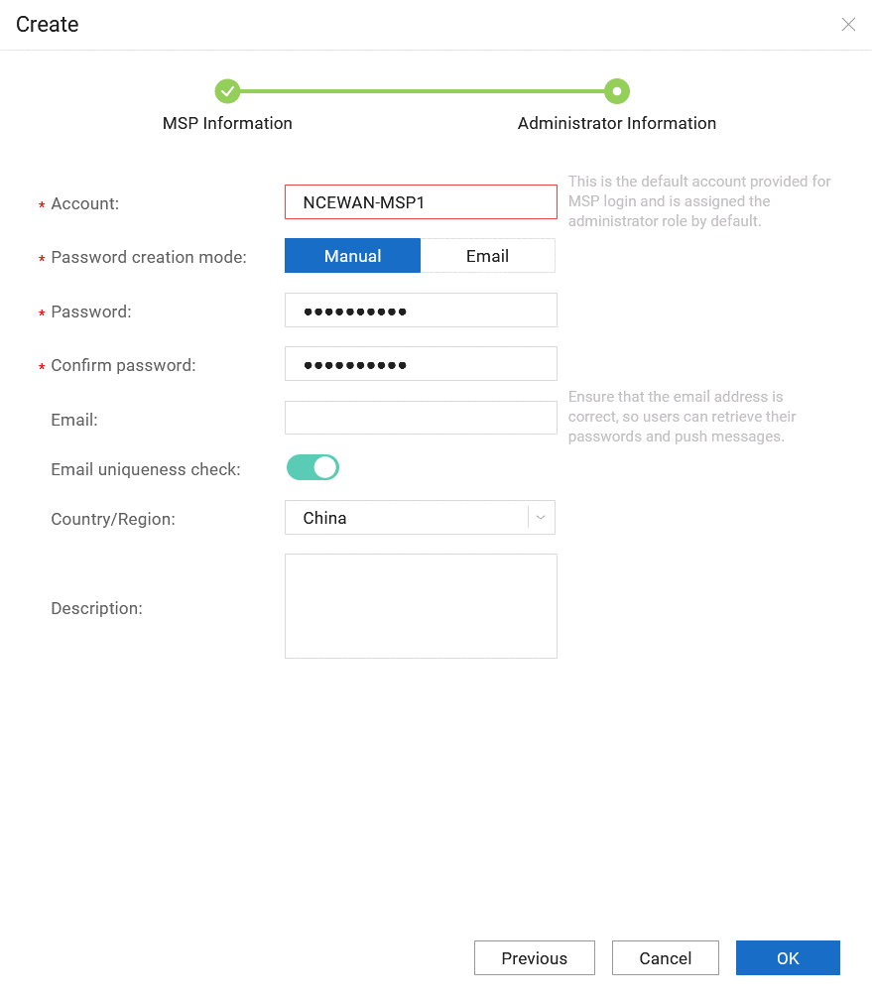 Create
MSP Information
Administrator Information
* Account:
NCEWAN-MSP1
This is the default account provided for
MSP login and is assigned the
administrator role by default.
* Password creation mode:
Manual
Email
* Password:
●●●●●●●●●●
* Confirm password:
●●●●●●●●●●
Email:
Ensure that the email address is
correct, so users can retrieve their
passwords and push messages.
Email uniqueness check:
Country/Region:
China
Description:
Previous
Cancel
OK